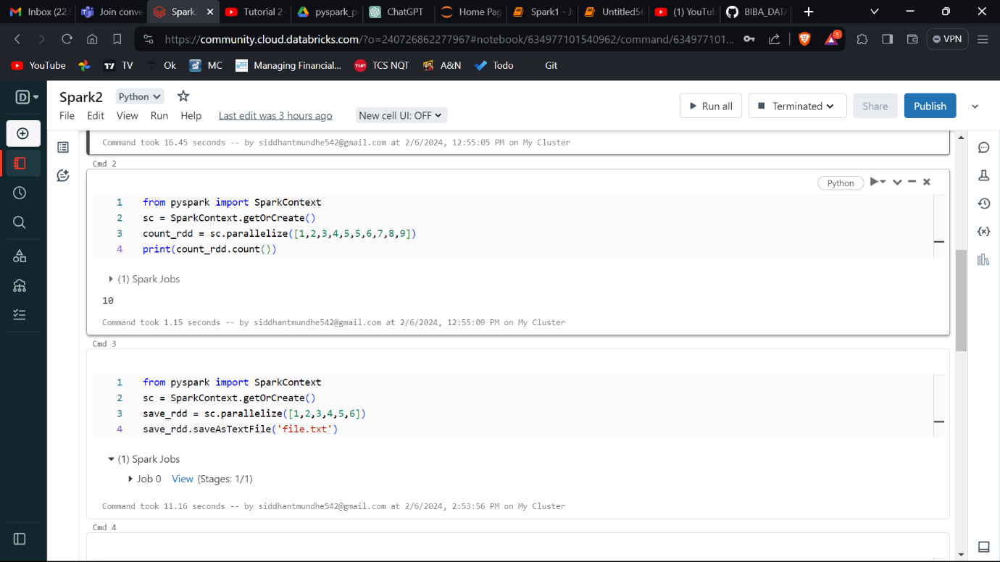 Inbox (22,9
Join conve
Spark2
Tutorial 2-
pyspark_pr
ChatGPT
Home Pag
Spark1 - Ju
Untitled56
(1) YouTub
BIBA_DATA
https://community.cloud.databricks.com/?o=240726862277967#notebook/634977101540962/command/634977101...
5
VPN
YouTube
TV
Ok
MC
Managing Financial...
TCS NQT
A&N
Todo
Git
D
Spark2
Python
File Edit View Run Help Last edit was 3 hours ago New cell UI: OFF
Run all
Terminated
Share
Publish
Command took 16.45 seconds -- by siddhantmundhe542@gmail.com at 2/6/2024, 12:55:05 PM on My Cluster
Cmd 2
Python
1 from pyspark import SparkContext
2 sc = SparkContext.getOrCreate()
3 count_rdd = sc.parallelize([1,2,3,4,5,5,6,7,8,9])
4 print(count_rdd.count())
(1) Spark Jobs
10
Command took 1.15 seconds -- by siddhantmundhe542@gmail.com at 2/6/2024, 12:55:09 PM on My Cluster
Cmd 3
1 from pyspark import SparkContext
2 sc = SparkContext.getOrCreate()
3 save_rdd = sc.parallelize([1,2,3,4,5,6])
4 save_rdd.saveAsTextFile('file.txt')
(1) Spark Jobs
Job 0 View (Stages: 1/1)
Command took 11.16 seconds -- by siddhantmundhe542@gmail.com at 2/6/2024, 2:53:56 PM on My Cluster
Cmd 4